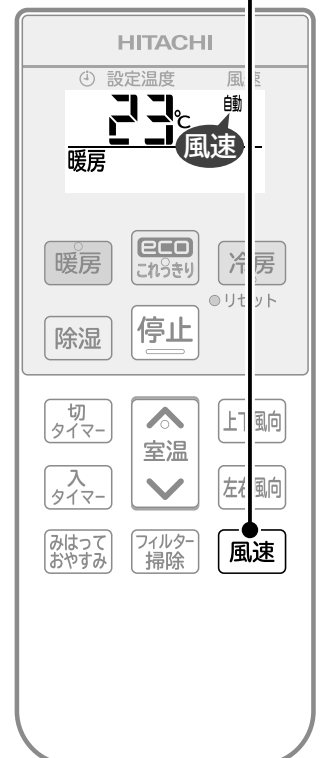 HITACHI
設定温度 風速
自動
23℃
風速
暖房
暖房
eco
これっきり
冷房
リセット
除湿
停止
切
タイマー
室温
上下風向
入
タイマー
左右風向
みはって
おやすみ
フィルター
掃除
風速